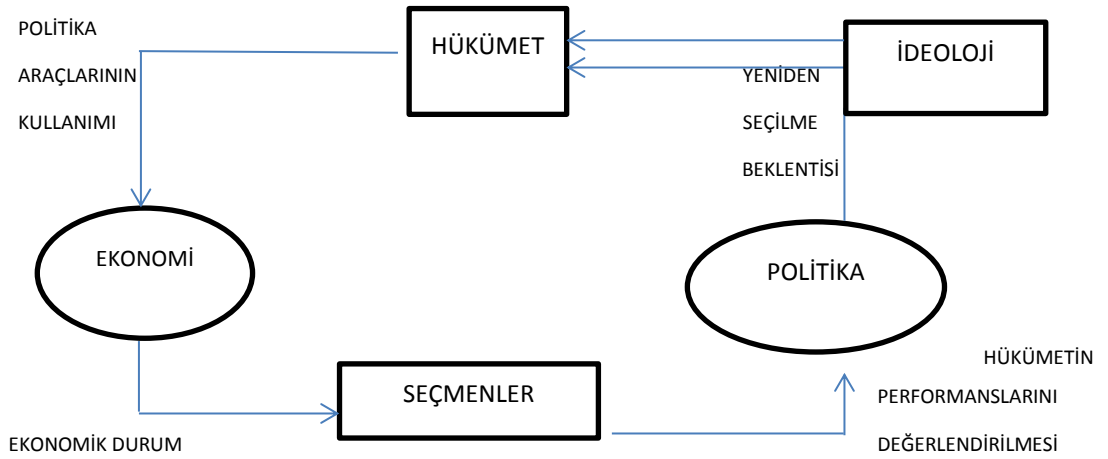 POLİTİKA
ARAÇLARININ
KULLANIMI
HÜKÜMET
İDEOLOJİ
YENİDEN
SEÇİLME
BEKLENTİSİ
EKONOMİ
POLİTİKA
SEÇMENLER
HÜKÜMETİN
PERFORMANSLARINI
DEĞERLENDİRİLMESİ
EKONOMİK DURUM